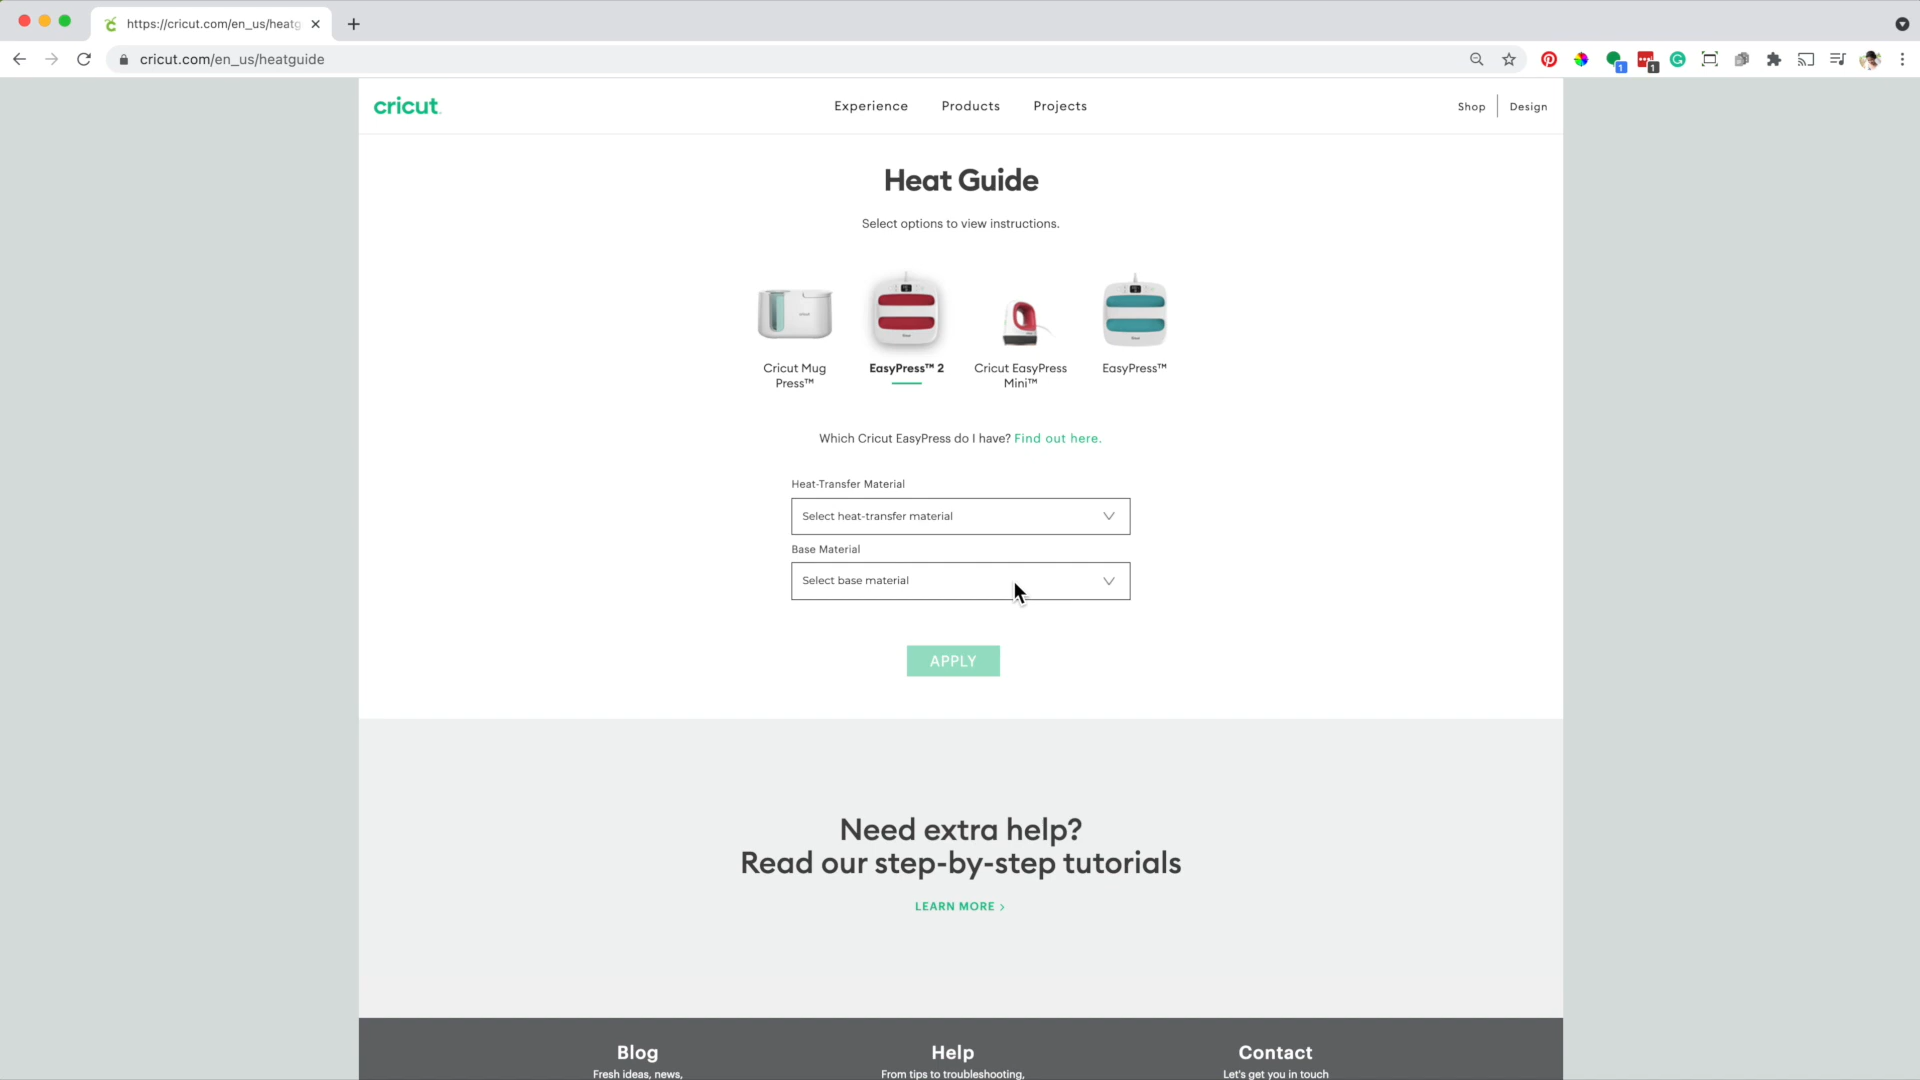 https://cricut.com/en_us/heatg
cricut.com/en_us/heatguide
1
1
cricut
Experience
Products
Projects
Shop
Design
Heat Guide
Select options to view instructions.
Cricut Mug
Press™
EasyPress™ 2
Cricut EasyPress
Mini™
EasyPress™
Which Cricut EasyPress do I have? Find out here.
Heat-Transfer Material
Select heat-transfer material
Base Material
Select base material
APPLY
Need extra help?
Read our step-by-step tutorials
LEARN MORE >
Blog
Help
Contact
Fresh ideas, news,
From tips to troubleshooting,
Let's get you in touch